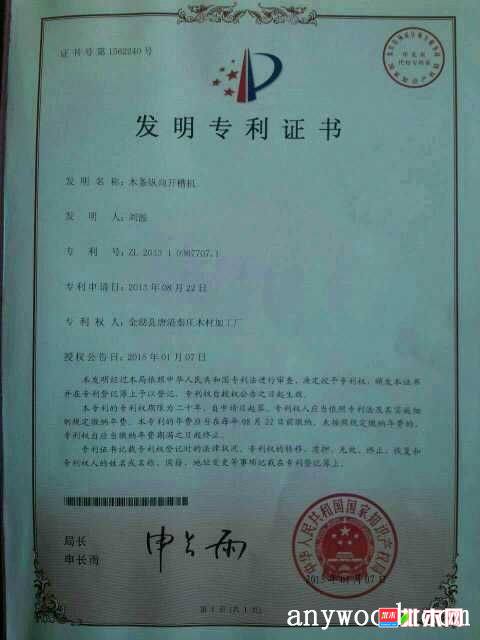 证书号第1562240号
发明专利证书
发明名称:木条纵向开槽机
发明人:刘波
专利号:ZL 2013 1 0367707.1
专利申请日:2013年08月22日
专利权人:金湖县唐港秦庄木材加工厂
授权公告日:2015年01月07日
本发明经过本局依照中华人民共和国专利法进行审查,决定授予专利权,颁发本证书
并在专利登记簿上予以登记。专利权自授权公告之日起生效。
本专利的专利权期限为二十年,自申请日起算。专利权人应当依照专利法及其实施细
则规定缴纳年费。本专利的年费应当在每年08月22日前缴纳。未按照规定缴纳年费的,
专利权自应当缴纳年费期满之日起终止。
专利证书记载专利权登记时的法律状况。专利权的转移、质押、无效、终止、恢复和
专利权人的姓名或名称、国籍、地址变更等事项记载在专利登记簿上。
局长
申长雨
申长雨
中华人民共和国国家知识产权局
2015年01月07日
第1页(共1页)